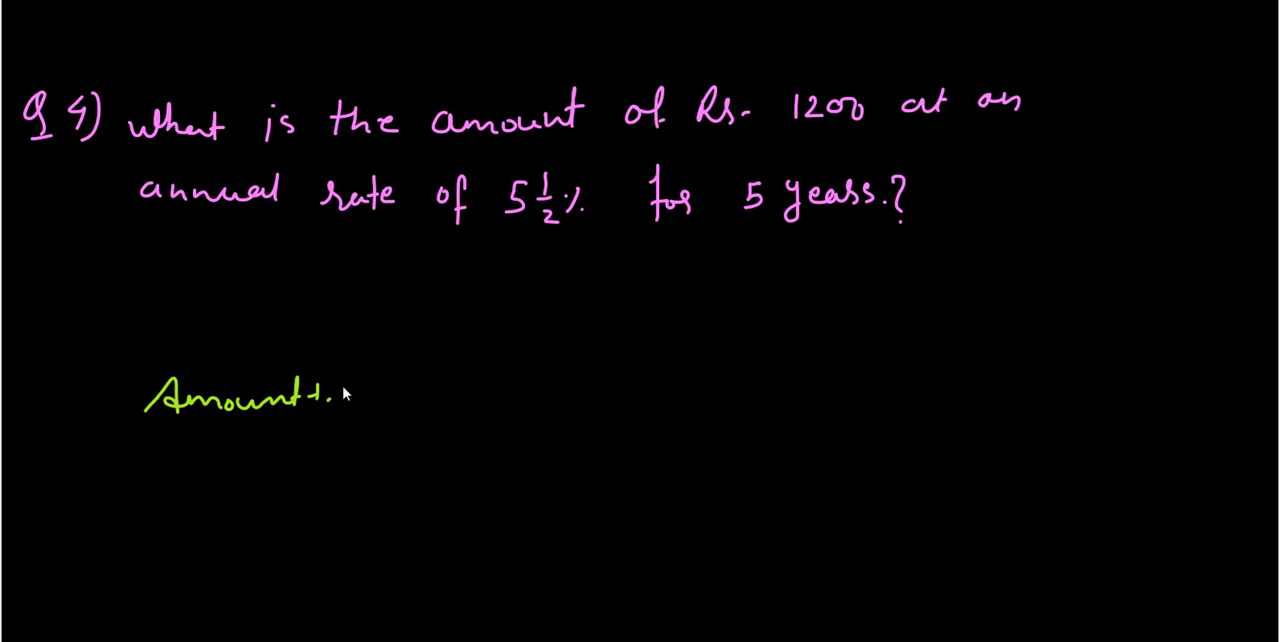 Q 4) what is the amount of Rs. 1200 at an
annual rate of 5 1/2 % for 5 years.?
Amount.